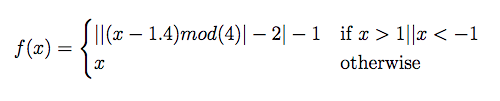 f(x) = { ||(x − 1.4)mod(4)| − 2| − 1 if x > 1||x < −1
x otherwise